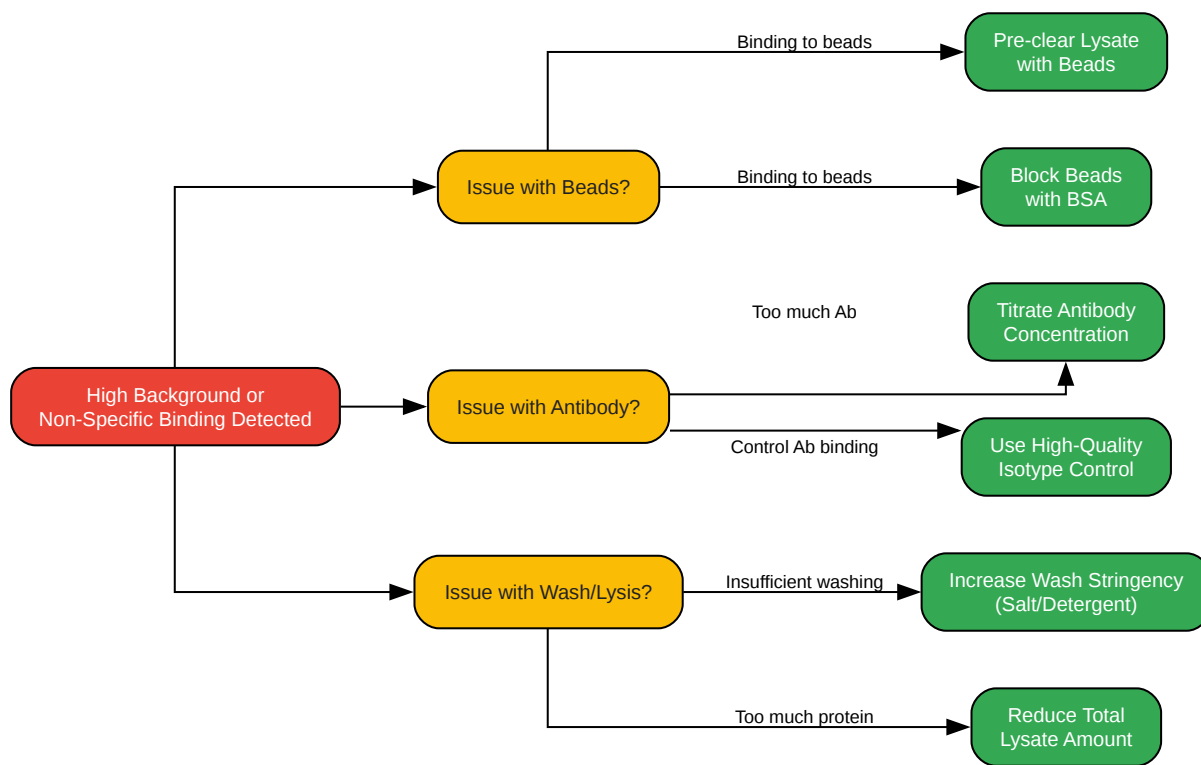 High Background or
Non-Specific Binding Detected
Issue with Beads?
Binding to beads
Pre-clear Lysate
with Beads
Binding to beads
Block Beads
with BSA
Issue with Antibody?
Too much Ab
Titrate Antibody
Concentration
Control Ab binding
Use High-Quality
Isotype Control
Issue with Wash/Lysis?
Insufficient washing
Increase Wash Stringency
(Salt/Detergent)
Too much protein
Reduce Total
Lysate Amount